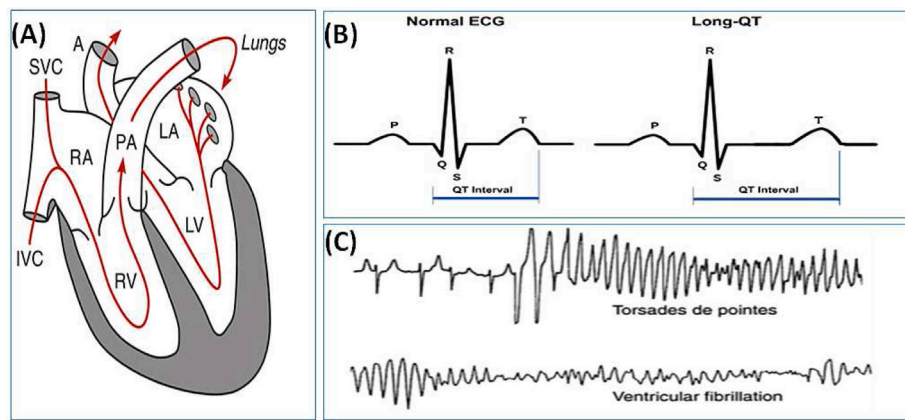 (A)
A
Lungs
SVC
PA
LA
RA
LV
IVC
RV
(B)
Normal ECG
Long-QT
R
R
P
T
P
T
Q
S
Q
S
QT Interval
QT Interval
(C)
Torsades de pointes
Ventricular fibrillation